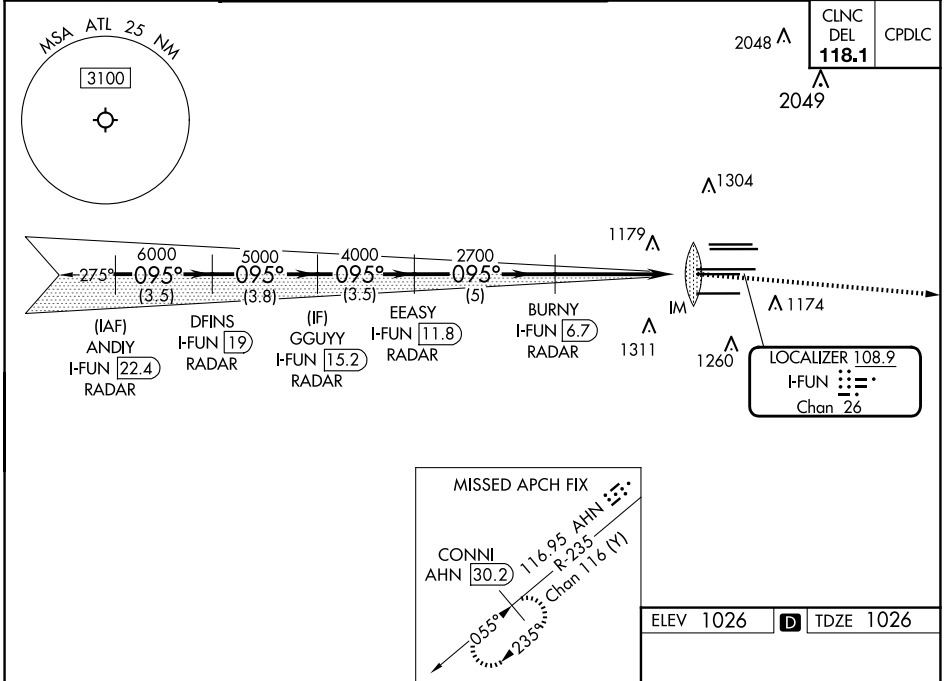 MSA ATL 25 NM
3100
2048
CLNC
DEL
118.1
CPDLC
2049
1304
1179
6000
5000
4000
2700
275°
095°
095°
095°
095°
(3.5)
(3.8)
(3.5)
(5)
(IAF)
ANDIY
I-FUN 22.4
RADAR
DFINS
I-FUN 19
RADAR
(IF)
GGUYY
I-FUN 15.2
RADAR
EEASY
I-FUN 11.8
RADAR
BURNY
I-FUN 6.7
RADAR
IM
1311
1260
1174
LOCALIZER 108.9
I-FUN
Chan 26
MISSED APCH FIX
CONNI
AHN 30.2
116.95 AHN
R-235
Chan 116 (Y)
055°
235°
ELEV 1026
D
TDZE 1026